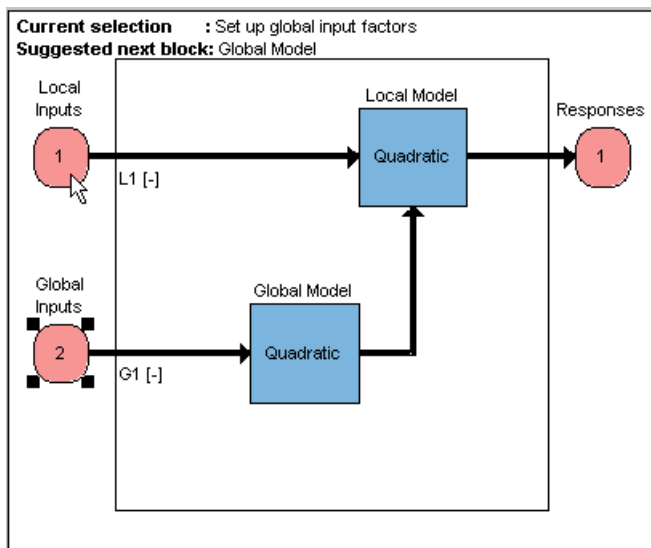 Current selection : Set up global input factors
Suggested next block: Global Model
Local
Inputs
Local Model
Responses
1
Quadratic
1
L1 [-]
Global
Inputs
Global Model
2
Quadratic
G1 [-]